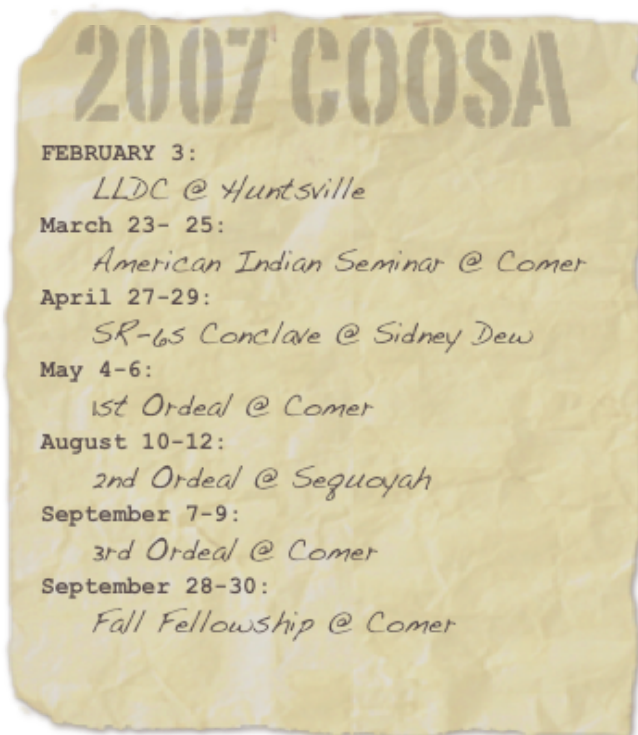 2007 COOSA
FEBRUARY 3:
LLDC @ Huntsville
March 23- 25:
American Indian Seminar @ Comer
April 27-29:
SR-6S Conclave @ Sidney Dew
May 4-6:
1st Ordeal @ Comer
August 10-12:
2nd Ordeal @ Sequoyah
September 7-9:
3rd Ordeal @ Comer
September 28-30:
Fall Fellowship @ Comer